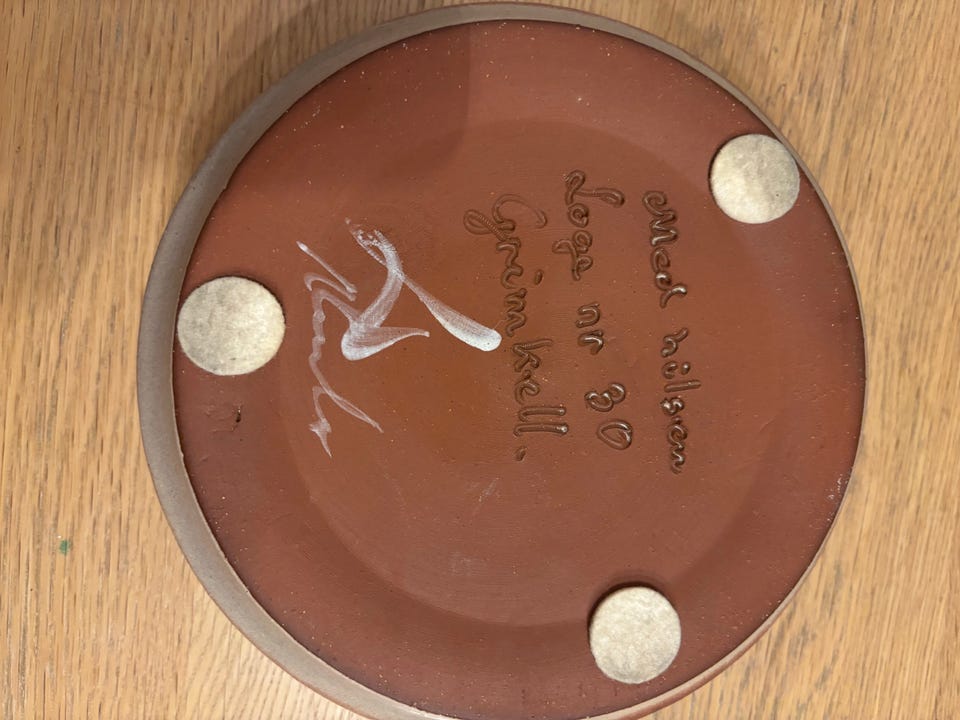 Med hilsen
Loge nr 30
Grimkell.